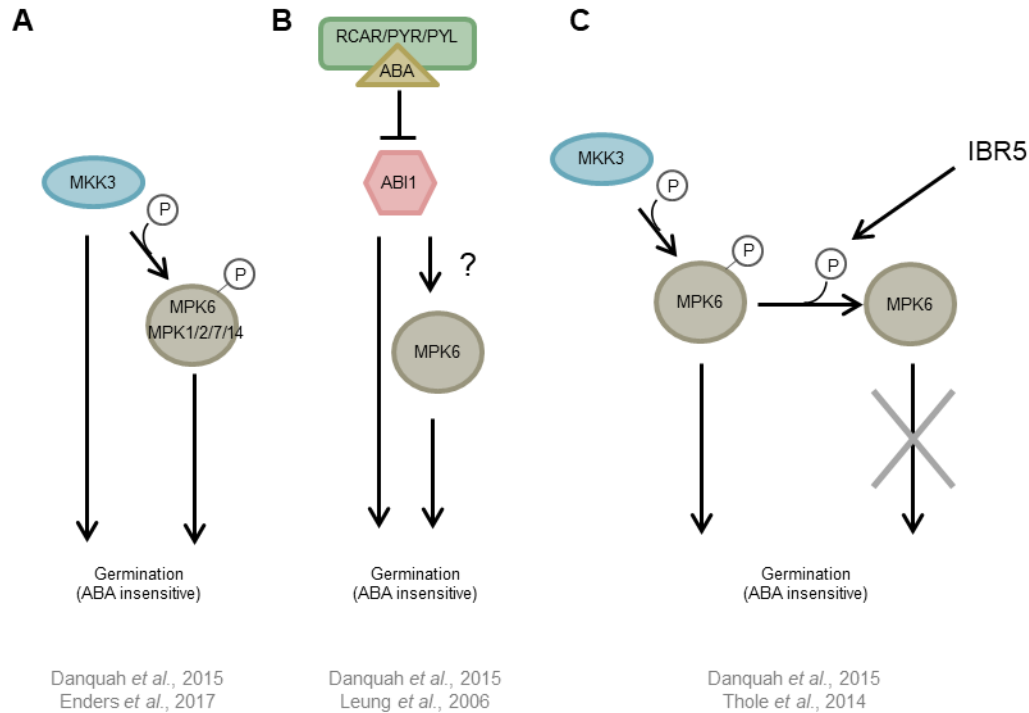 A
MKK3
P
P
MPK6
MPK1/2/7/14
Germination
(ABA insensitive)
Danquah et al., 2015
Enders et al., 2017
B
RCAR/PYR/PYL
ABA
ABI1
?
MPK6
Germination
(ABA insensitive)
Danquah et al., 2015
Leung et al., 2006
C
MKK3
IBR5
P
P
P
MPK6
MPK6
Germination
(ABA insensitive)
Danquah et al., 2015
Thole et al., 2014